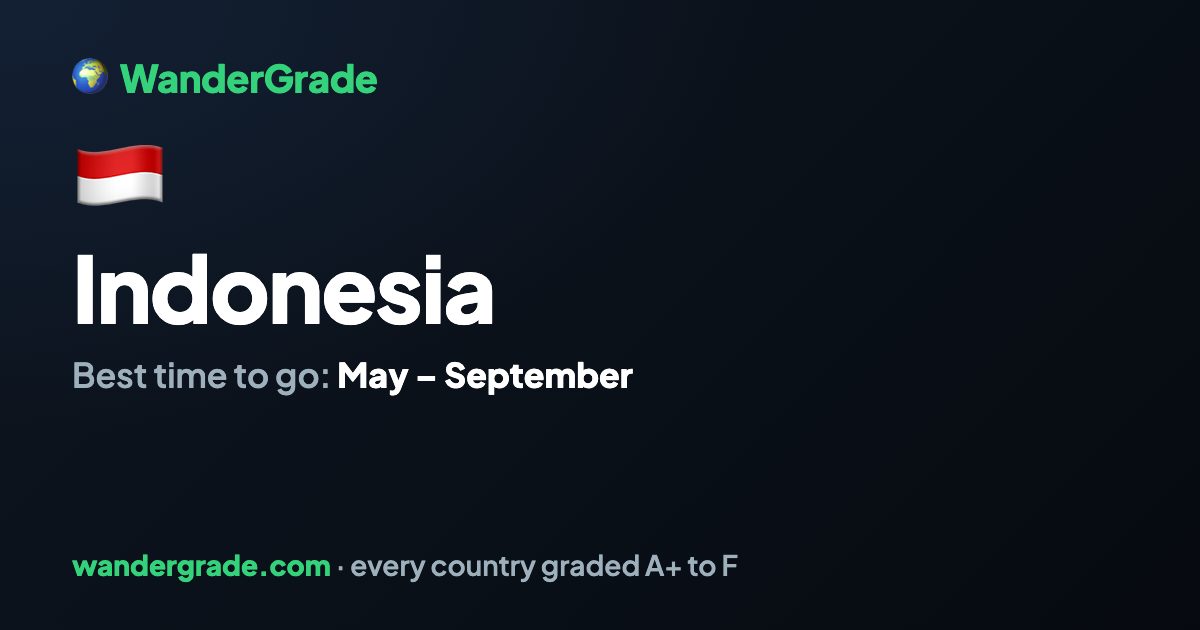 WanderGrade
Indonesia
Best time to go: May – September
wandergrade.com · every country graded A+ to F